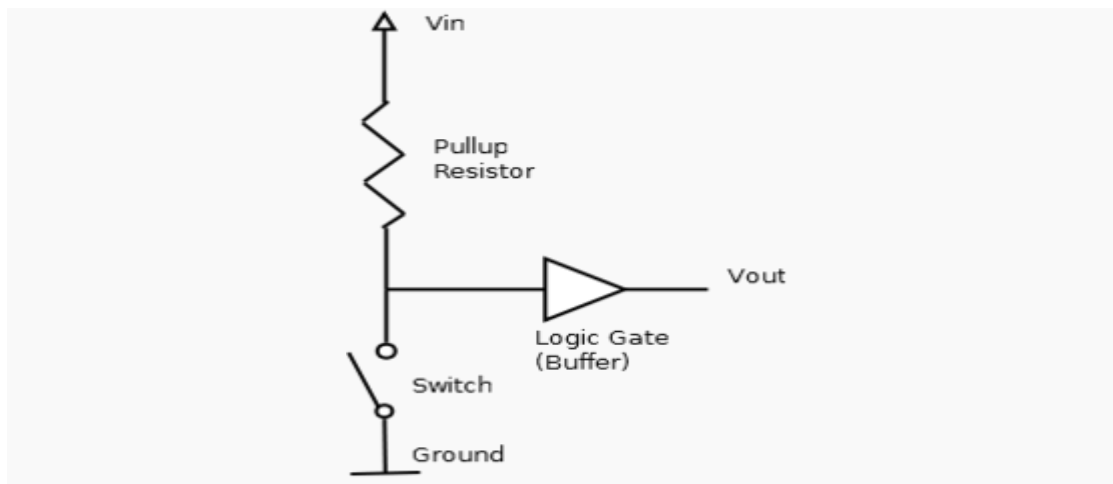 Vin
Pullup
Resistor
Vout
Logic Gate
(Buffer)
Switch
Ground